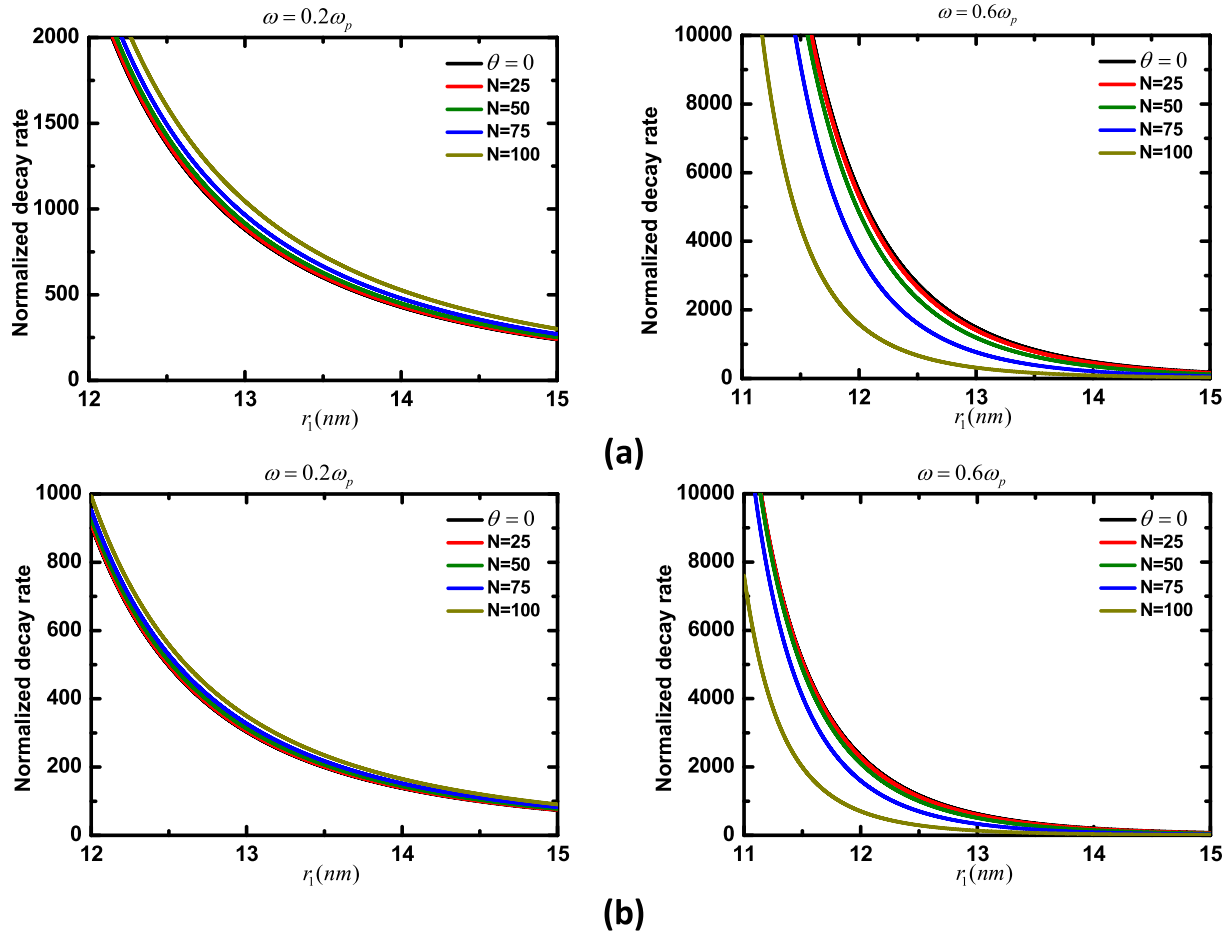 ω = 0.2ω_p
2000
1500
1000
500
0
12
13
14
15
Normalized decay rate
r₁(nm)
θ = 0
N=25
N=50
N=75
N=100
ω = 0.6ω_p
10000
8000
6000
4000
2000
0
11
12
13
14
15
Normalized decay rate
r₁(nm)
θ = 0
N=25
N=50
N=75
N=100
(a)
ω = 0.2ω_p
1000
800
600
400
200
0
12
13
14
15
Normalized decay rate
r₁(nm)
θ = 0
N=25
N=50
N=75
N=100
ω = 0.6ω_p
10000
8000
6000
4000
2000
0
11
12
13
14
15
Normalized decay rate
r₁(nm)
θ = 0
N=25
N=50
N=75
N=100
(b)